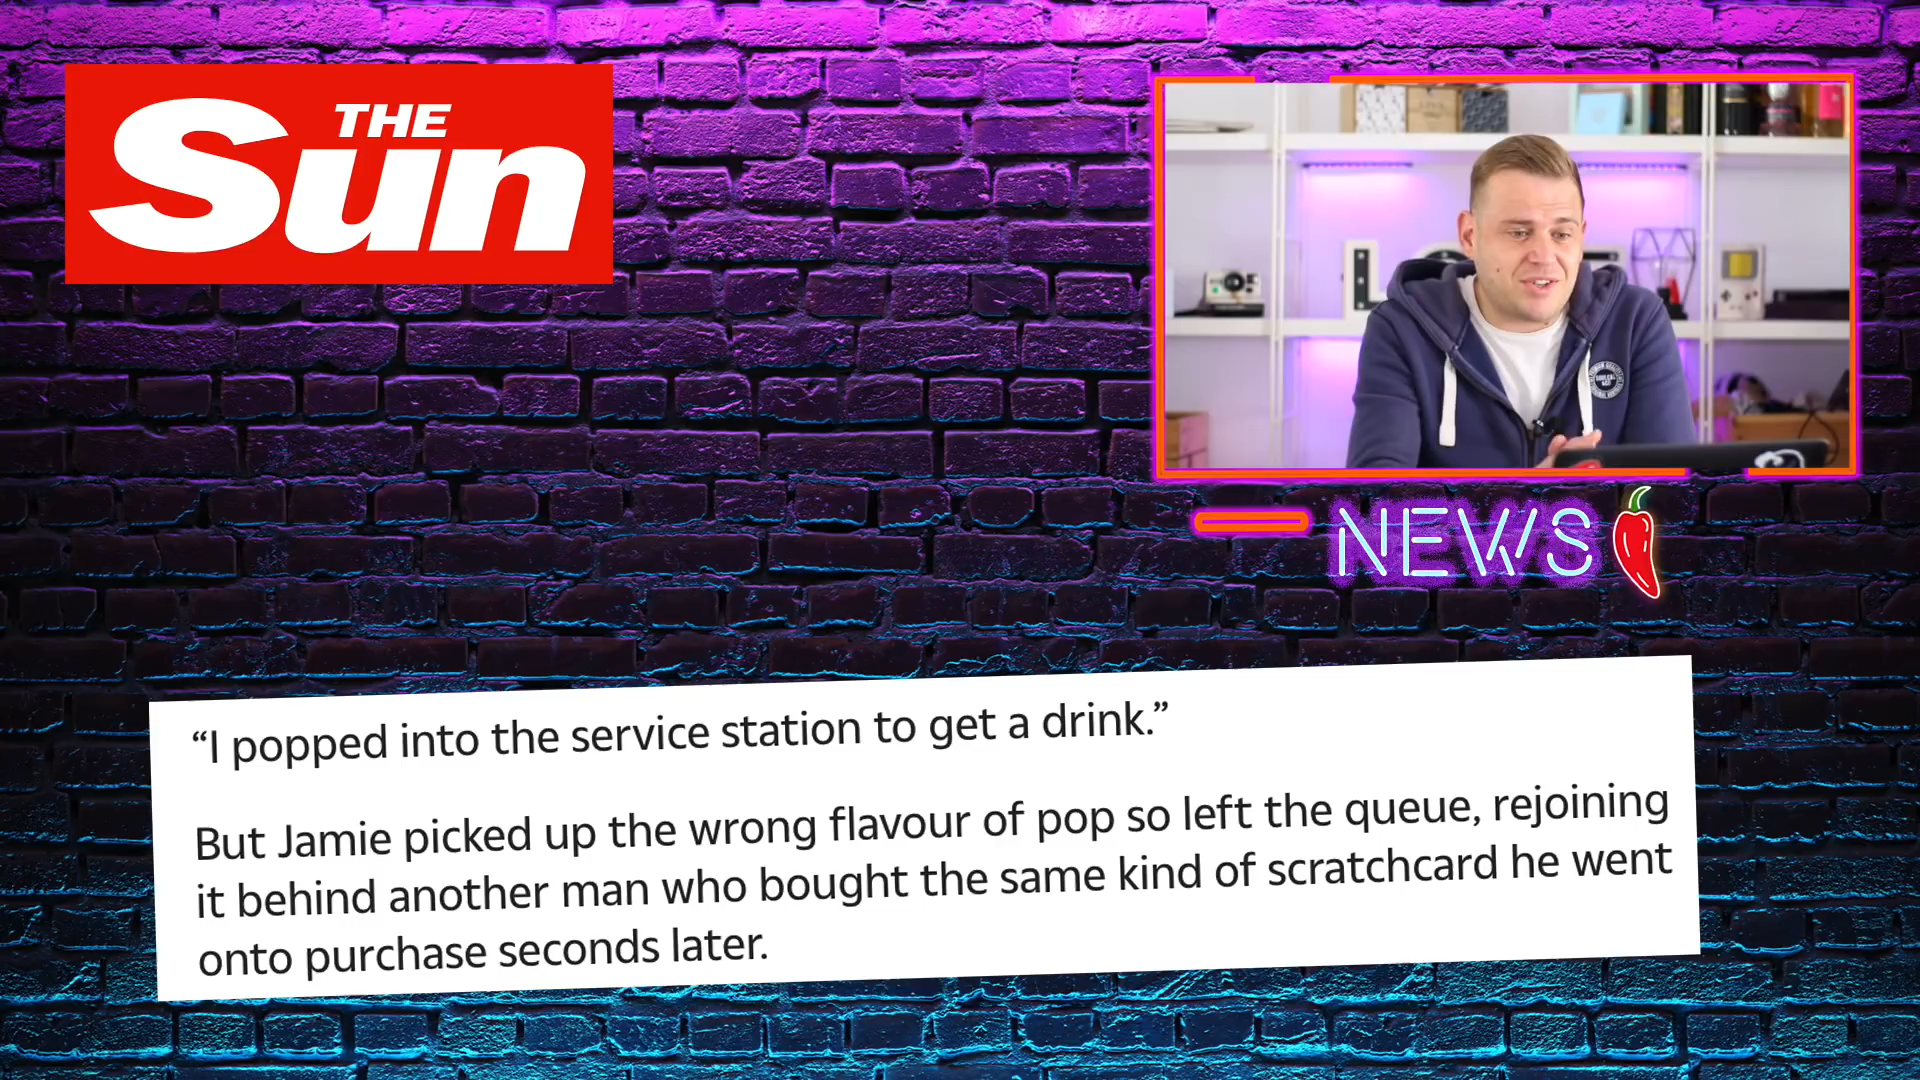 THE
Sun
NEWS
“I popped into the service station to get a drink.”
But Jamie picked up the wrong flavour of pop so left the queue, rejoining
it behind another man who bought the same kind of scratchcard he went
onto purchase seconds later.